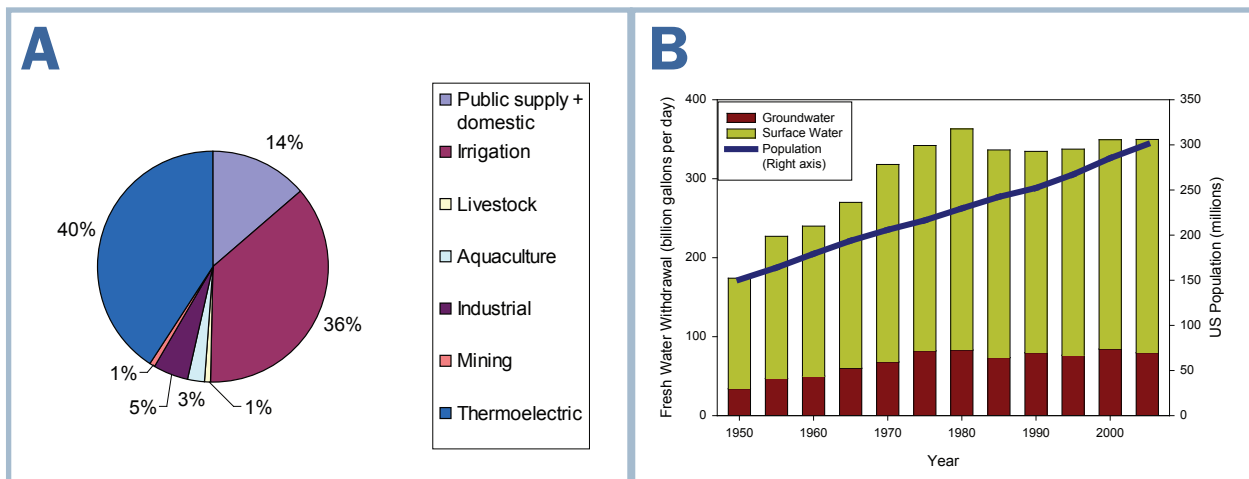 A
Public supply +
domestic
Irrigation
Livestock
Aquaculture
Industrial
Mining
Thermoelectric
14%
36%
1%
3%
5%
1%
40%
B
Fresh Water Withdrawal (billion gallons per day)
400
300
200
100
0
Groundwater
Surface Water
Population
(Right axis)
350
300
250
200
150
100
50
0
US Population (millions)
1950
1960
1970
1980
1990
2000
Year